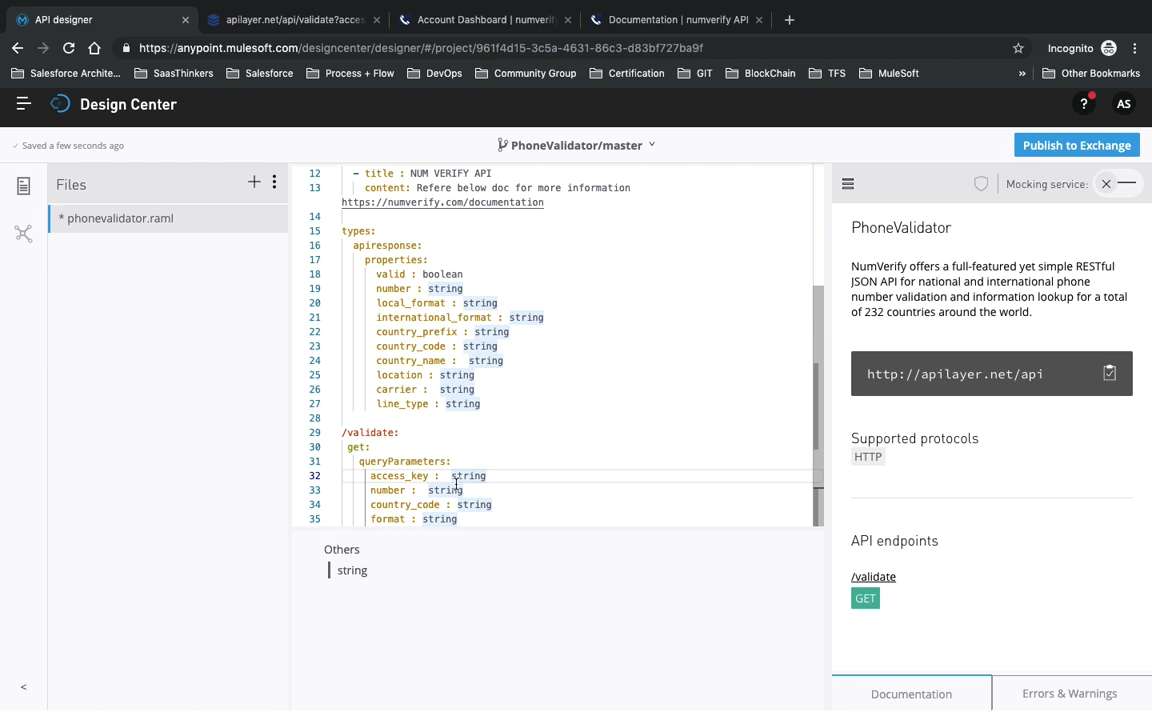 API designer
apilayer.net/api/validate?acces
Account Dashboard | numverif
Documentation | numverify API
https://anypoint.mulesoft.com/designcenter/designer/#/project/961f4d15-3c5a-4631-86c3-d83bf727ba9f
Incognito
Salesforce Archite...
SaasThinkers
Salesforce
Process + Flow
DevOps
Community Group
Certification
GIT
BlockChain
TFS
MuleSoft
»
Other Bookmarks
Design Center
?
AS
Saved a few seconds ago
PhoneValidator/master
Publish to Exchange
Files
* phonevalidator.raml
12 - title : NUM VERIFY API
13 content: Refere below doc for more information
https://numverify.com/documentation
14
15 types:
16 apiresponse:
17 properties:
18 valid : boolean
19 number : string
20 local_format : string
21 international_format : string
22 country_prefix : string
23 country_code : string
24 country_name : string
25 location : string
26 carrier : string
27 line_type : string
28
29 /validate:
30 get:
31 queryParameters:
32 access_key : string
33 number : string
34 country_code : string
35 format : string
Others
string
<
Mocking service:
PhoneValidator
NumVerify offers a full-featured yet simple RESTful
JSON API for national and international phone
number validation and information lookup for a total
of 232 countries around the world.
http://apilayer.net/api
Supported protocols
HTTP
API endpoints
/validate
GET
Documentation
Errors & Warnings